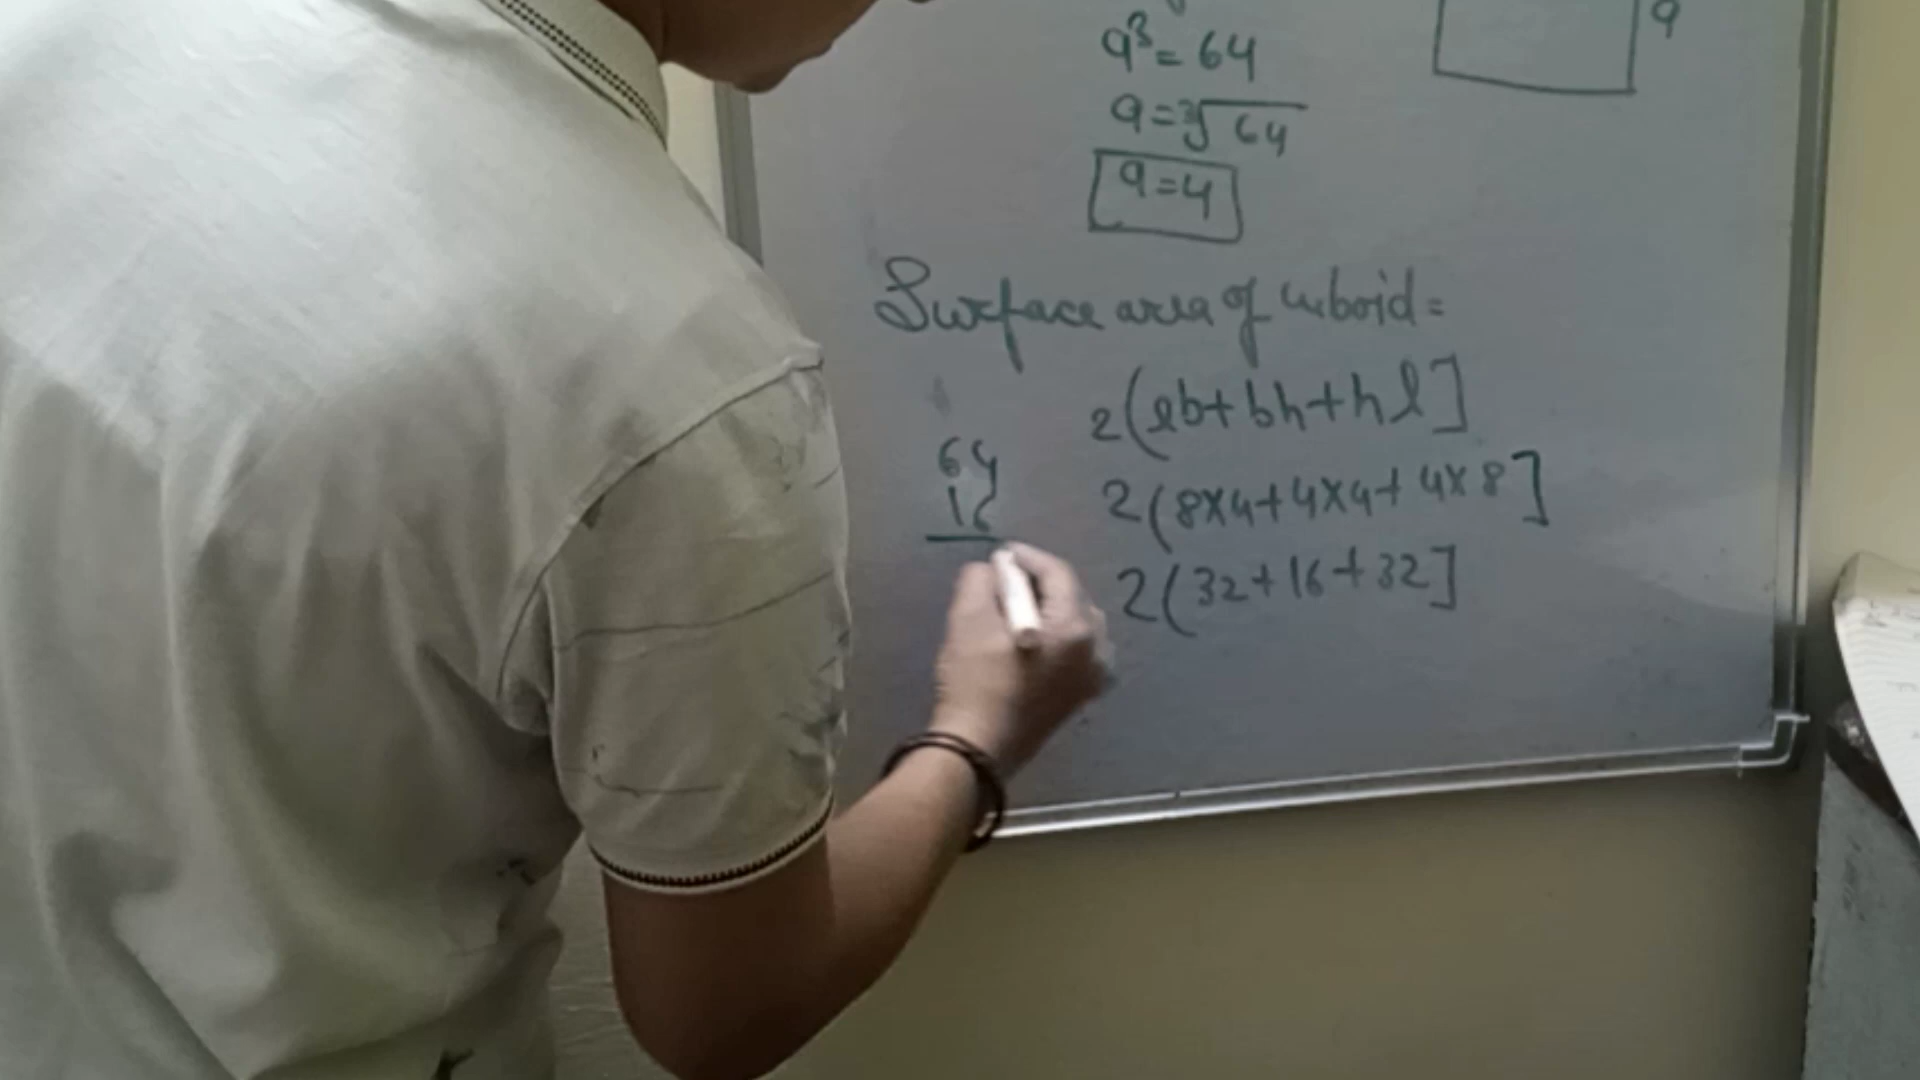 a
a³=64
a=∛64
a=4
Surface area of cuboid=
2(lb+bh+hl]
64
16
2(8×4+4×4+4×8]
2(32+16+32]